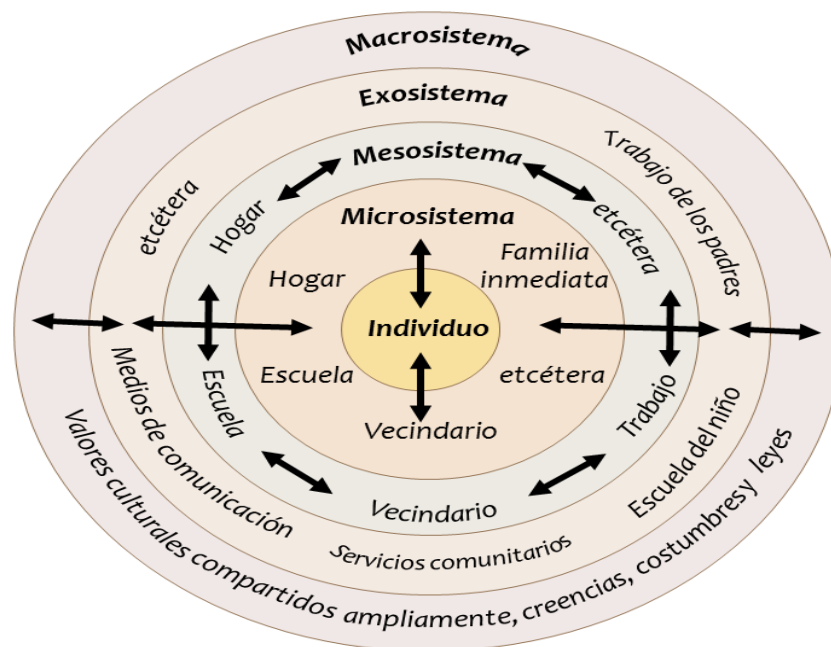 Macrosistema
Exosistema
Trabajo de los padres
etcétera
Mesosistema
Hogar
etcétera
Microsistema
Hogar
Familia
inmediata
Individuo
Escuela
etcétera
Vecindario
Escuela
Trabajo
Vecindario
Medios de comunicación
Escuela del niño
Servicios comunitarios
Valores culturales compartidos ampliamente, creencias, costumbres y leyes